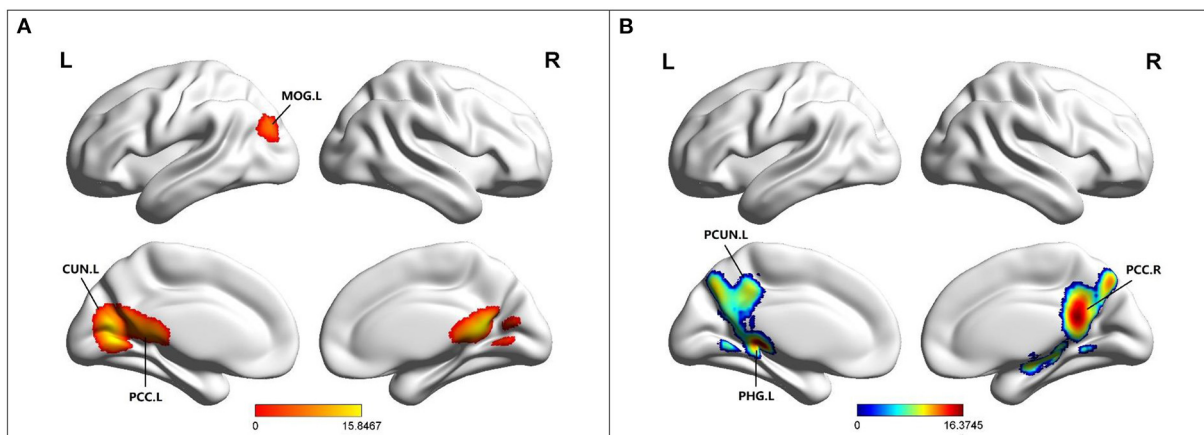 A
L
R
MOG.L
CUN.L
PCC.L
0
15.8467
B
L
R
PCUN.L
PCC.R
PHG.L
0
16.3745